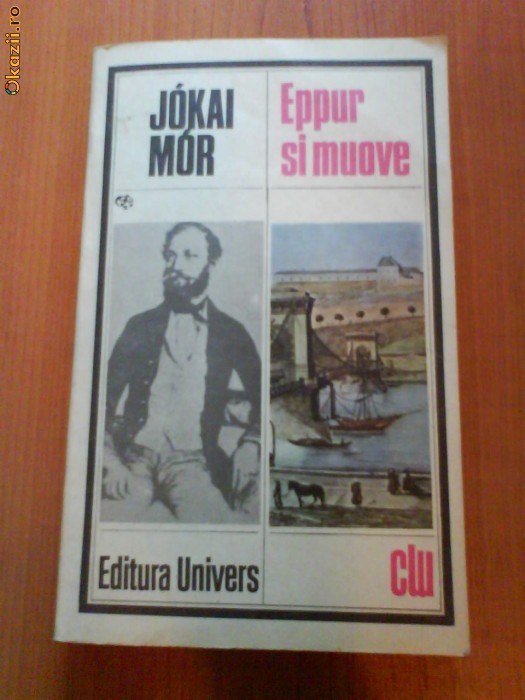 Okazii.ro
JÓKAI
MÓR
Eppur
si muove
Editura Univers
clu